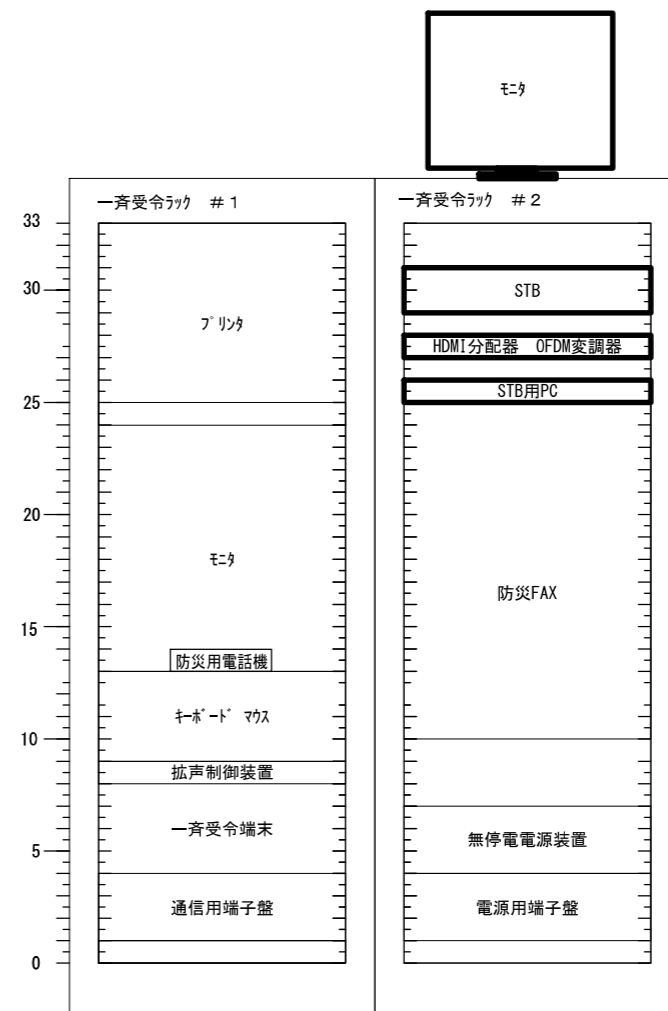 ﾓﾆﾀ
一斉受令ﾗｯｸ　＃１
一斉受令ﾗｯｸ　＃２
33
30
25
20
15
10
5
0
ﾌﾟﾘﾝﾀ
ﾓﾆﾀ
防災用電話機
ｷｰﾎﾞｰﾄﾞ ﾏｳｽ
拡声制御装置
一斉受令端末
通信用端子盤
STB
HDMI分配器　OFDM変調器
STB用PC
防災FAX
無停電電源装置
電源用端子盤